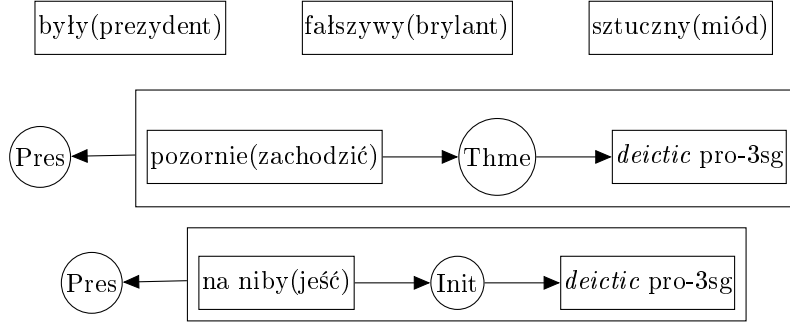 były(prezydent) fałszywy(brylant) sztuczny(miód)
Pres pozornie(zachodzić) Thme deictic pro-3sg
Pres na niby(jeść) Init deictic pro-3sg